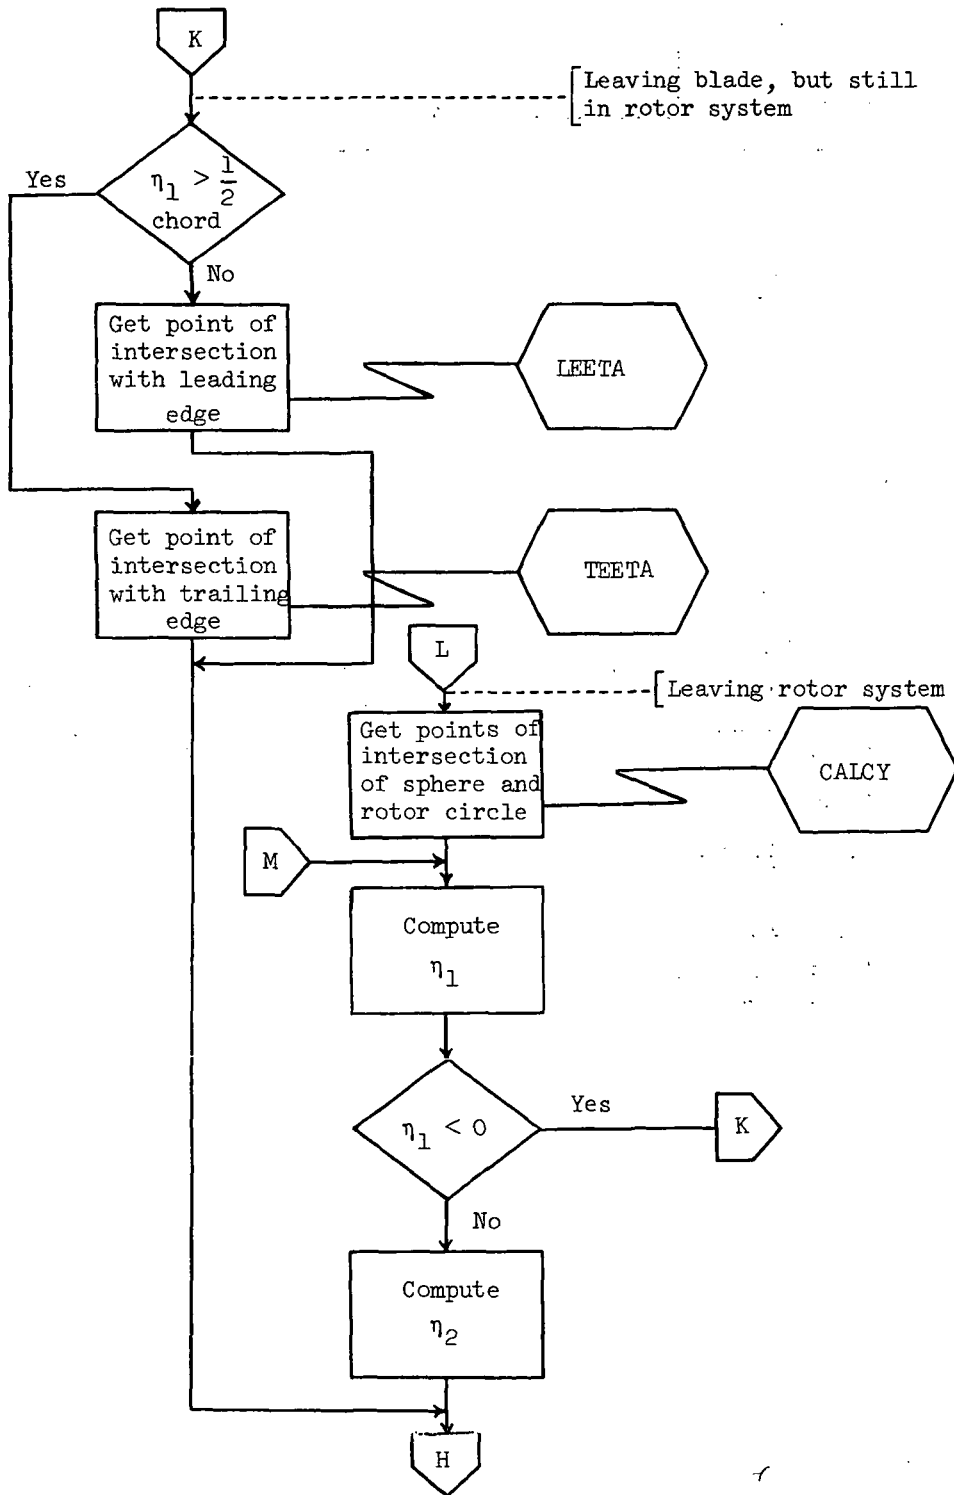 K
[Leaving blade, but still
in rotor system
Yes
η1 > 1/2
chord
No
Get point of
intersection
with leading
edge
LEETA
Get point of
intersection
with trailing
edge
TEETA
L
[Leaving rotor system
Get points of
intersection
of sphere and
rotor circle
CALCY
M
Compute
η1
η1 < 0
Yes
K
No
Compute
η2
H